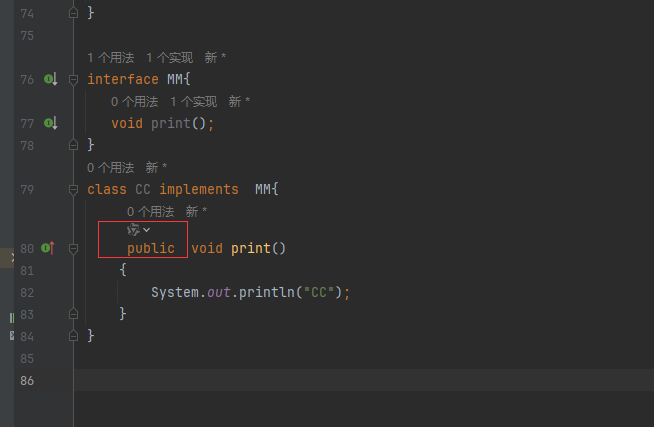 74 }
75
1 个用法 1 个实现 新 *
76 interface MM{
0 个用法 1 个实现 新 *
77 void print();
78 }
0 个用法 新 *
79 class CC implements MM{
0 个用法 新 *
80 public void print()
81 {
82 System.out.println("CC");
83 }
84 }
85
86